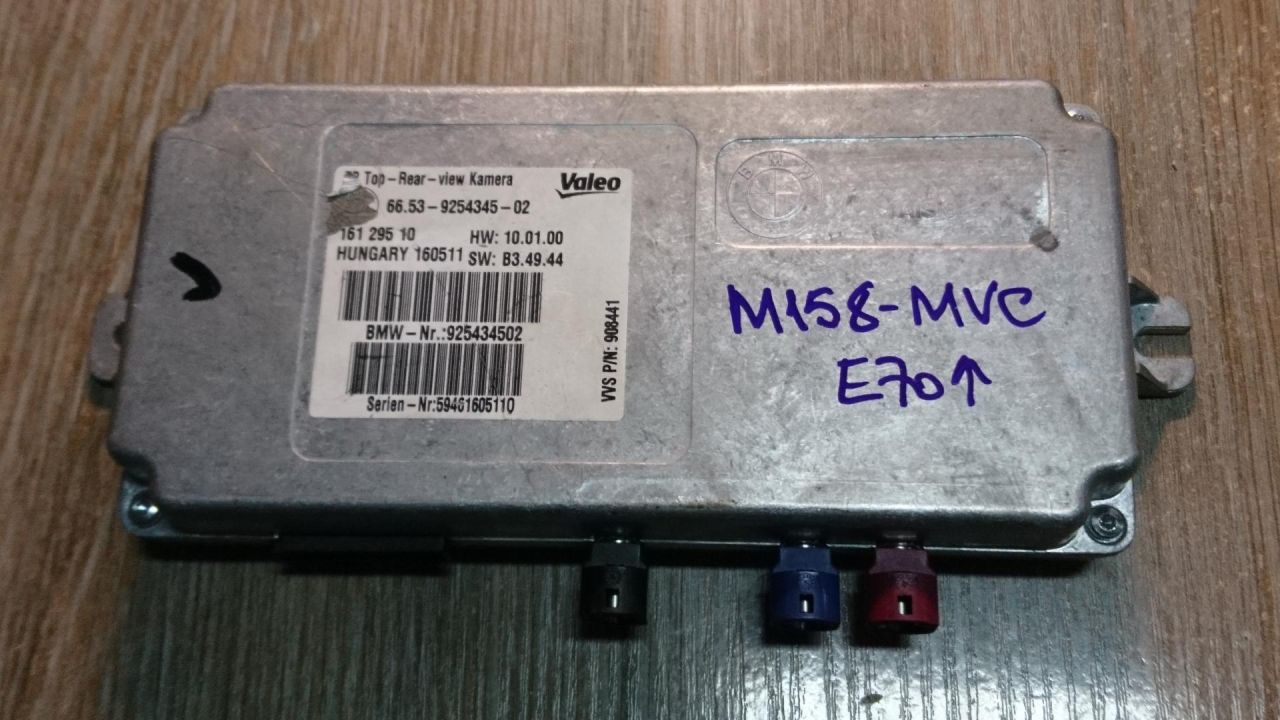 Top-Rear-view Kamera
Valeo
66.53-9254345-02
161 295 10
HW: 10.01.00
HUNGARY 160511
SW: B3.49.44
BMW-Nr.:925434502
Serien-Nr:59461605110
VVS P/N: 908441
BMW
M158-MVC
E70↑